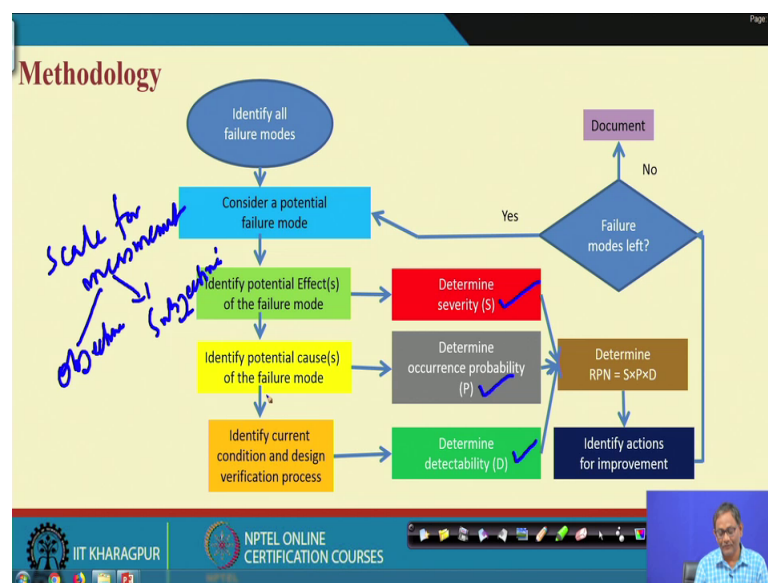 Page:
Methodology
Identify all
failure modes
Document
No
Consider a potential
failure mode
Yes
Failure
modes left?
Scale for
measurement
objective
Subjective
Identify potential Effect(s)
of the failure mode
Determine
severity (S)
Identify potential cause(s)
of the failure mode
Determine
occurrence probability
(P)
Determine
RPN = S×P×D
Identify current
condition and design
verification process
Determine
detectability (D)
Identify actions
for improvement
IIT KHARAGPUR
NPTEL ONLINE
CERTIFICATION COURSES